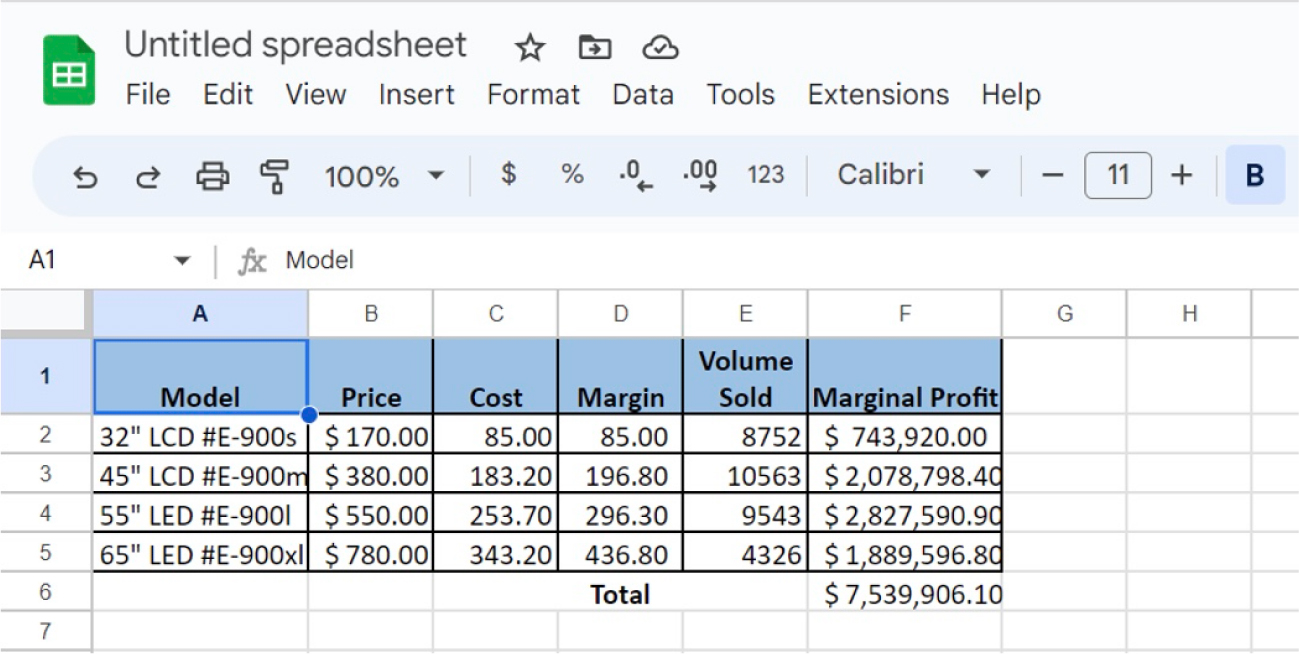 Untitled spreadsheet
File Edit View Insert Format Data Tools Extensions Help
100% $ % .0 .00 123 Calibri − 11 + B
A1 fx Model
A B C D E F G H
1 Model Price Cost Margin Volume Sold Marginal Profit
2 32" LCD #E-900s $ 170.00 85.00 85.00 8752 $ 743,920.00
3 45" LCD #E-900m $ 380.00 183.20 196.80 10563 $ 2,078,798.40
4 55" LED #E-900l $ 550.00 253.70 296.30 9543 $ 2,827,590.90
5 65" LED #E-900xl $ 780.00 343.20 436.80 4326 $ 1,889,596.80
6 Total $ 7,539,906.10
7